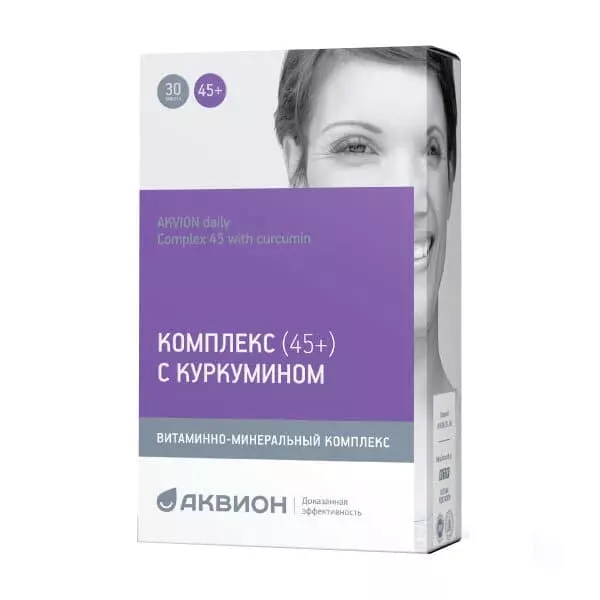 30
45+
AKVION daily
Complex 45 with curcumin
КОМПЛЕКС (45+)
С КУРКУМИНОМ
ВИТАМИННО-МИНЕРАЛЬНЫЙ КОМПЛЕКС
АКВИОН
Доказанная
эффективность